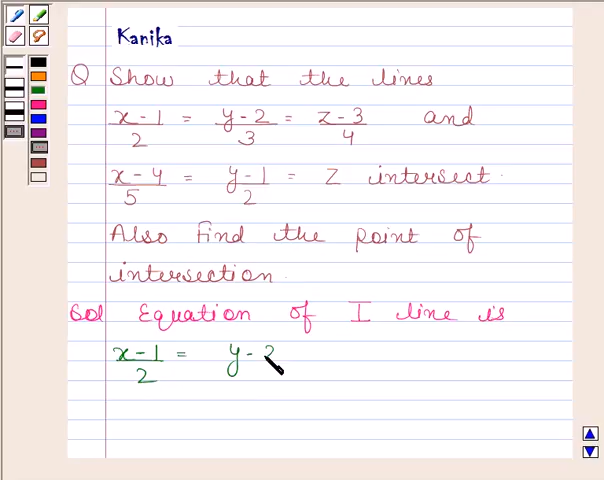 Kanika
Q Show that the lines
x-1/2 = y-2/3 = z-3/4 and
x-4/5 = y-1/2 = z intersect.
Also Find the point of
intersection.
Sol Equation of I line is
x-1/2 = y-2